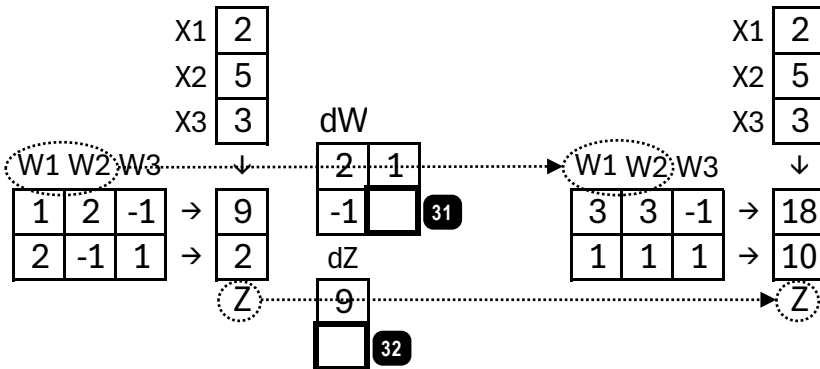 X1 2 X1 2
X2 5 X2 5
X3 3 dW X3 3
W1 W2 W3 ↓ 2 1 W1 W2 W3 ↓
1 2 -1 → 9 -1 31 3 3 -1 → 18
2 -1 1 → 2 dZ 1 1 1 → 10
Z 9 Z
32